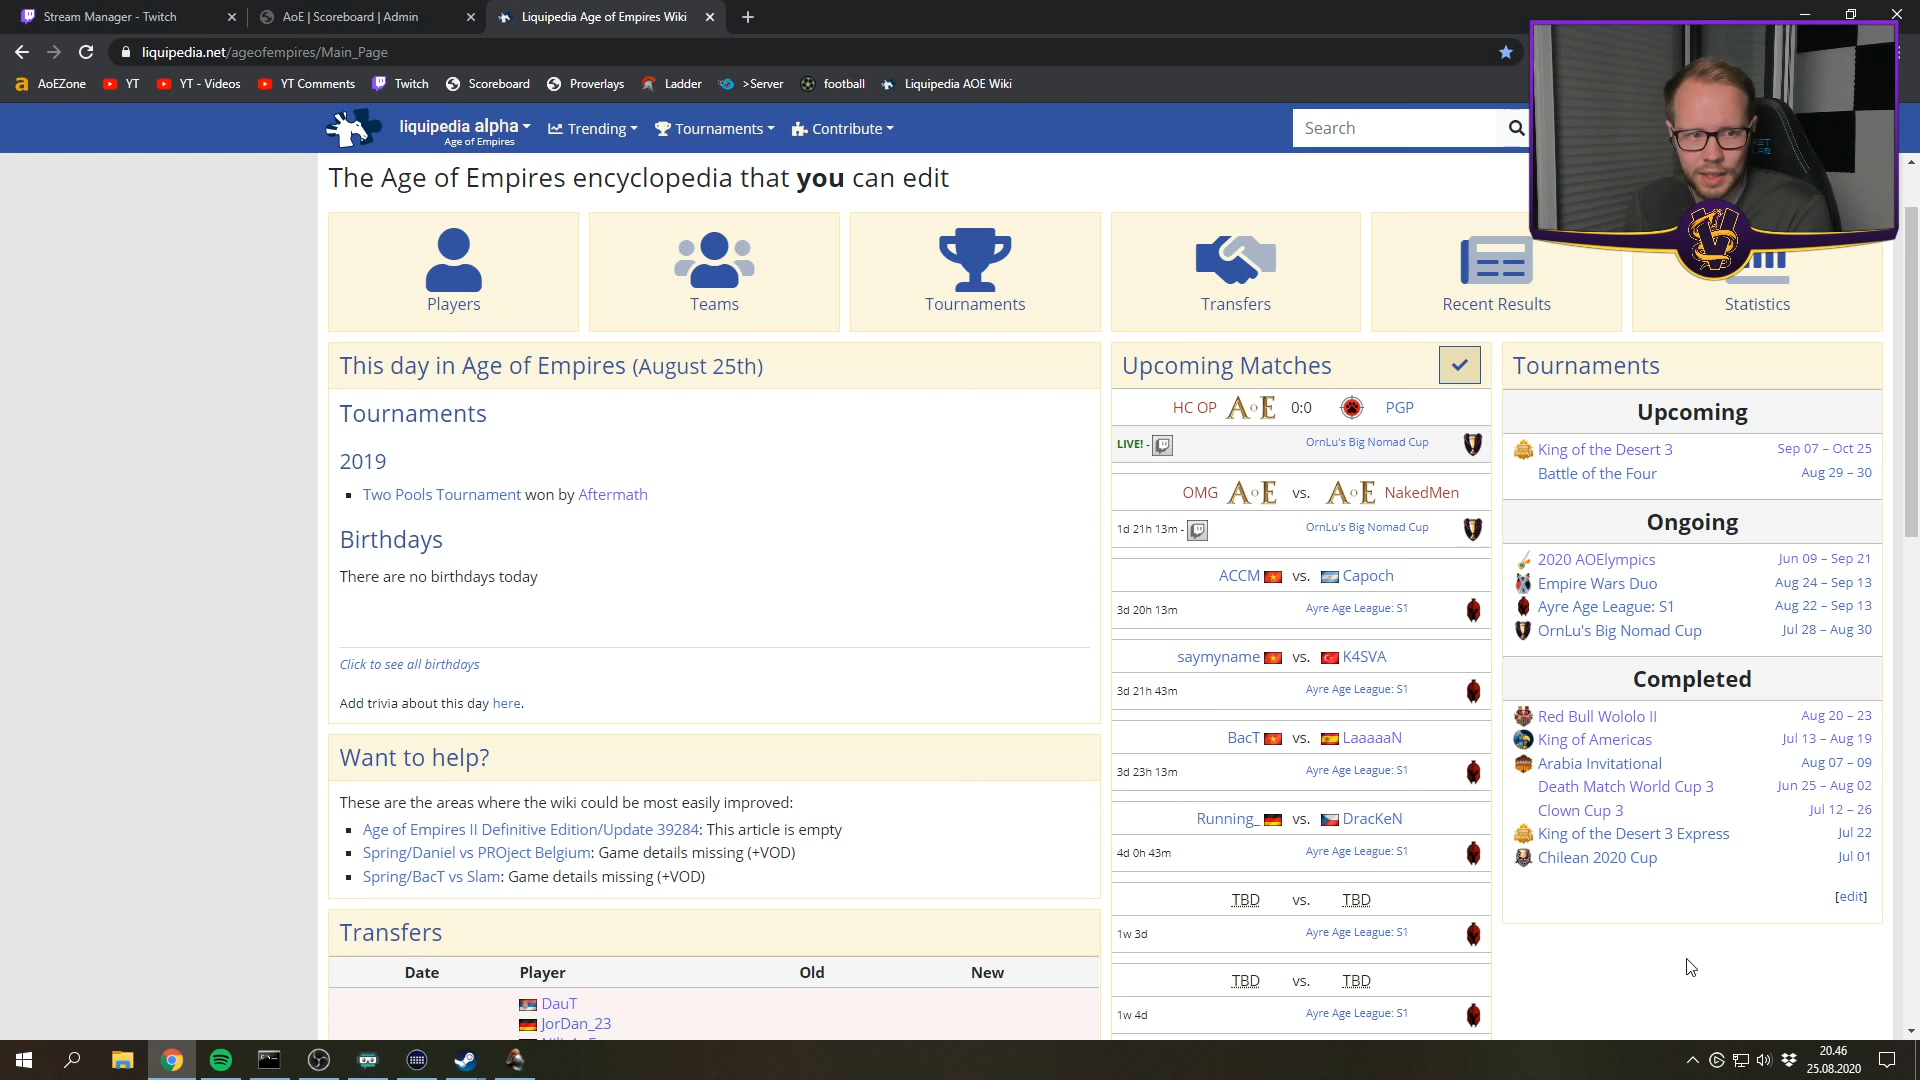 Stream Manager - Twitch
AoE | Scoreboard | Admin
Liquipedia Age of Empires Wiki
liquipedia.net/ageofempires/Main_Page
AoEZone YT YT - Videos YT Comments Twitch Scoreboard Proverlays Ladder >Server football Liquipedia AOE Wiki
liquipedia alpha
Age of Empires
Trending Tournaments Contribute
Search
The Age of Empires encyclopedia that you can edit
Players Teams Tournaments Transfers Recent Results Statistics
This day in Age of Empires (August 25th)
Tournaments
2019
Two Pools Tournament won by Aftermath
Birthdays
There are no birthdays today
Click to see all birthdays
Add trivia about this day here.
Want to help?
These are the areas where the wiki could be most easily improved:
Age of Empires II Definitive Edition/Update 39284: This article is empty
Spring/Daniel vs PROject Belgium: Game details missing (+VOD)
Spring/BacT vs Slam: Game details missing (+VOD)
Transfers
Date Player Old New
DauT
JorDan_23
Upcoming Matches
HC OP AoE 0:0 PGP
LIVE! - OrnLu's Big Nomad Cup
OMG AoE vs. AoE NakedMen
1d 21h 13m - OrnLu's Big Nomad Cup
ACCM vs. Capoch
3d 20h 13m Ayre Age League: S1
saymyname vs. K4SVA
3d 21h 43m Ayre Age League: S1
BacT vs. LaaaaaN
3d 23h 13m Ayre Age League: S1
Running_ vs. DracKeN
4d 0h 43m Ayre Age League: S1
TBD vs. TBD
1w 3d Ayre Age League: S1
TBD vs. TBD
1w 4d Ayre Age League: S1
Tournaments
Upcoming
King of the Desert 3 Sep 07 – Oct 25
Battle of the Four Aug 29 – 30
Ongoing
2020 AOElympics Jun 09 – Sep 21
Empire Wars Duo Aug 24 – Sep 13
Ayre Age League: S1 Aug 22 – Sep 13
OrnLu's Big Nomad Cup Jul 28 – Aug 30
Completed
Red Bull Wololo II Aug 20 – 23
King of Americas Jul 13 – Aug 19
Arabia Invitational Aug 07 – 09
Death Match World Cup 3 Jun 25 – Aug 02
Clown Cup 3 Jul 12 – 26
King of the Desert 3 Express Jul 22
Chilean 2020 Cup Jul 01
[edit]
20.46
25.08.2020